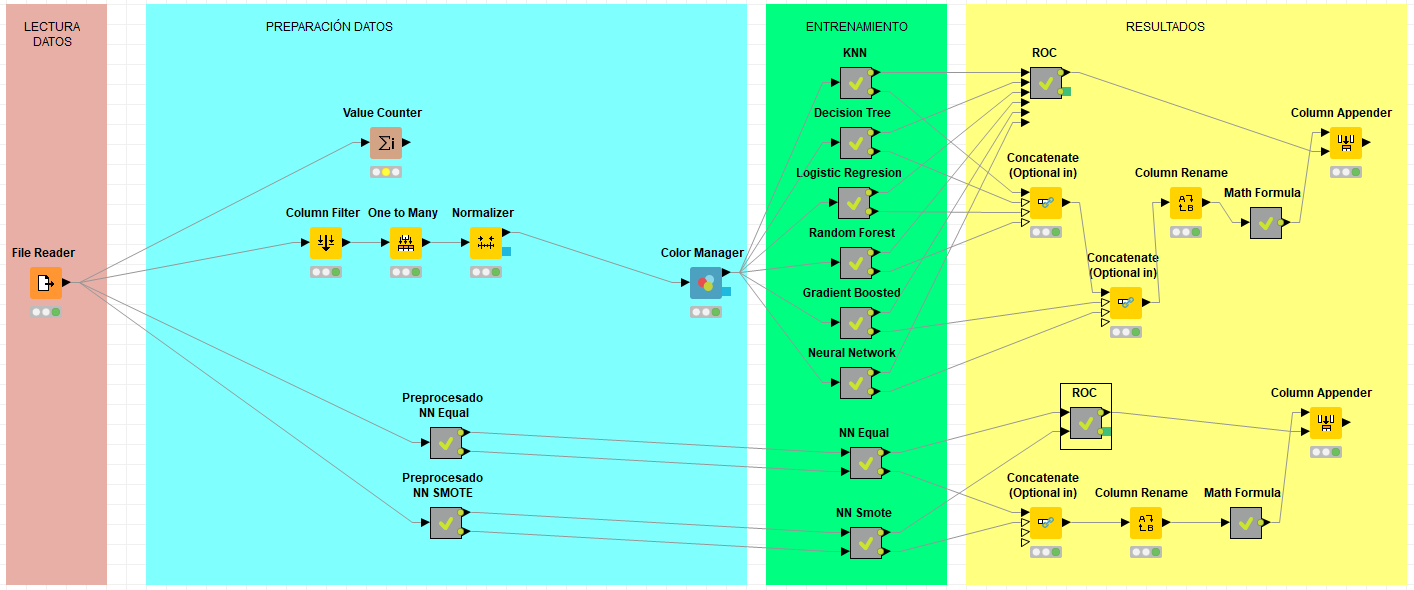 LECTURA
DATOS
PREPARACIÓN DATOS
ENTRENAMIENTO
RESULTADOS
File Reader
Value Counter
Σi
Column Filter
One to Many
Normalizer
Color Manager
Preprocesado
NN Equal
Preprocesado
NN SMOTE
KNN
Decision Tree
Logistic Regresion
Random Forest
Gradient Boosted
Neural Network
NN Equal
NN Smote
ROC
Concatenate
(Optional in)
Concatenate
(Optional in)
Column Rename
A
B
Math Formula
Column Appender
ROC
Concatenate
(Optional in)
Column Rename
A
B
Math Formula
Column Appender